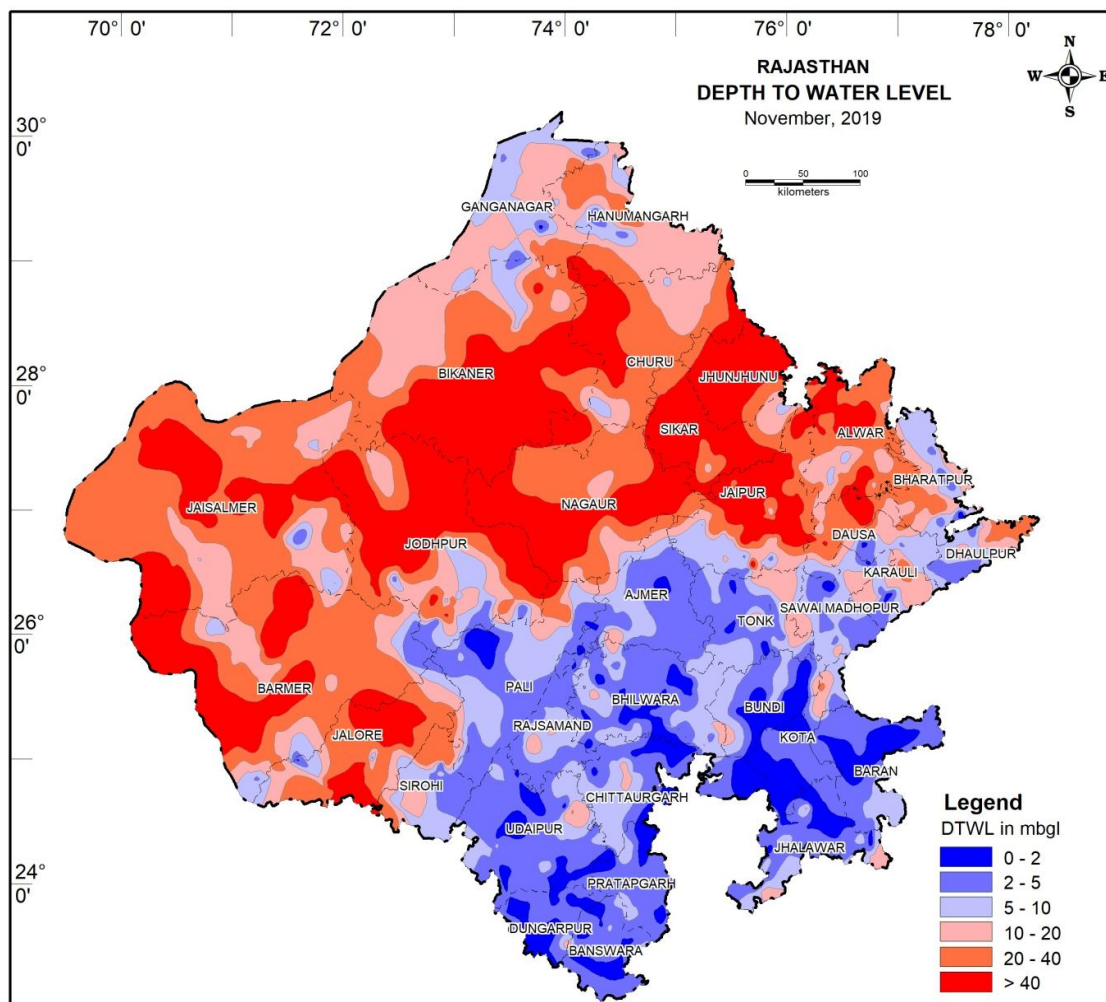 70° 0' 72° 0' 74° 0' 76° 0' 78° 0'
N
W E
S
RAJASTHAN
DEPTH TO WATER LEVEL
November, 2019
0 50 100
kilometers
30°
0'
28°
0'
26°
0'
24°
0'
GANGANAGAR
HANUMANGARH
CHURU
BIKANER
JHUNJHUNU
SIKAR
ALWAR
BHARATPUR
JAISALMER
NAGAUR
JAIPUR
DAUSA
JODHPUR
DHAULPUR
KARAULI
AJMER
SAWAI MADHOPUR
TONK
BARMER
PALI
BHILWARA
BUNDI
RAJSAMAND
JALORE
KOTA
BARAN
SIROHI
CHITTAURGARH
UDAIPUR
JHALAWAR
PRATAPGARH
DUNGARPUR
BANSWARA
Legend
DTWL in mbgl
0 - 2
2 - 5
5 - 10
10 - 20
20 - 40
> 40